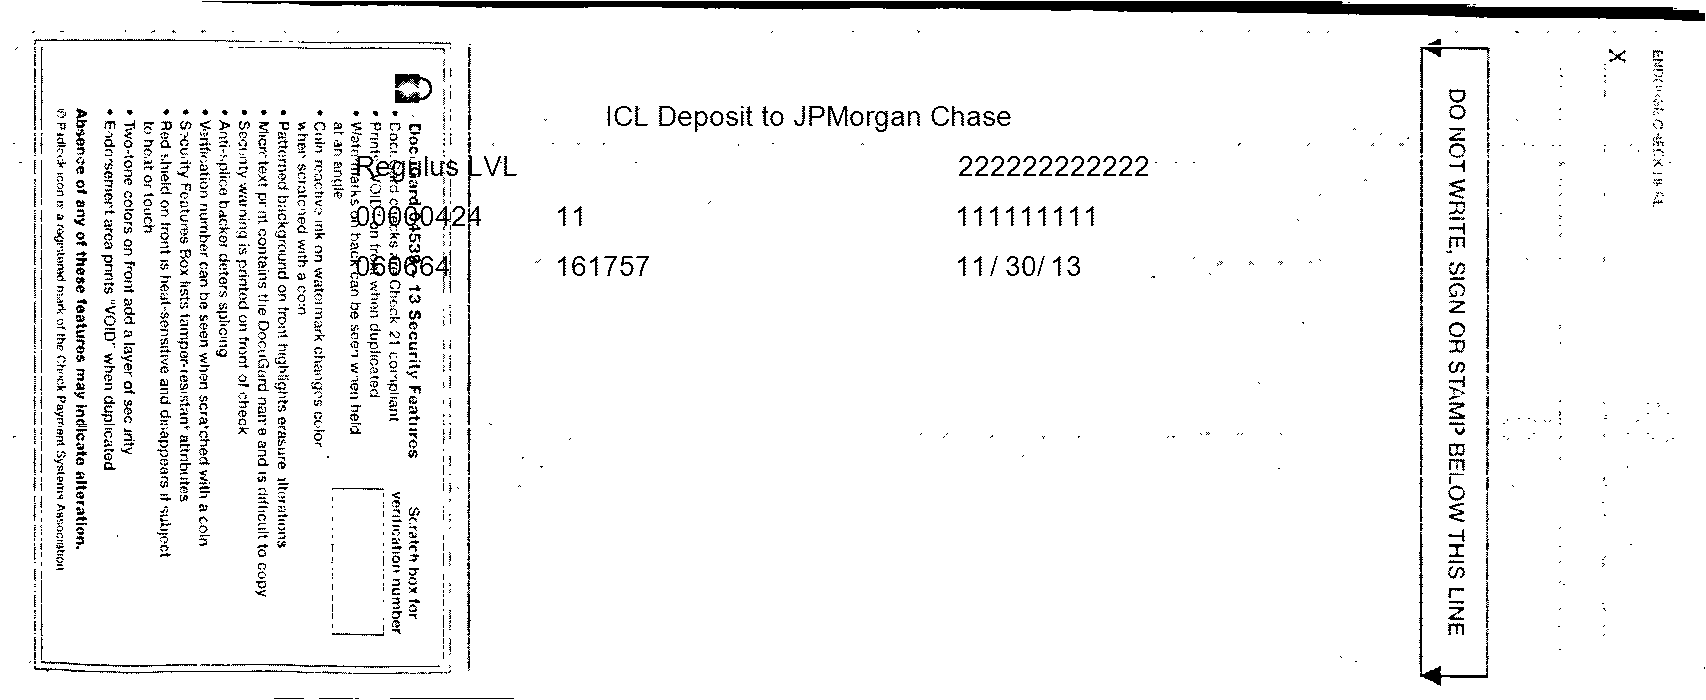 ICL Deposit to JPMorgan Chase
Regulus LVL 222222222222
00000424 11 111111111
060664 161757 11/30/13
DocuGard 04538 - 13 Security Features
• DocuGard checks are Check 21 compliant
• Prints "VOID" on front when duplicated
• Watermarks on back can be seen when held
at an angle
• Coin reactive ink on watermark changes color
when scratched with a coin
• Patterned background on front highlights erasure alterations
• Microtext print contains the DocuGard name and is difficult to copy
• Security warning is printed on front of check
• Anti-splice backer deters splicing
• Verification number can be seen when scratched with a coin
• Security Features Box lists tamper-resistant attributes
• Red shield on front is heat-sensitive and disappears if subject
to heat or touch
• Two-tone colors on front add a layer of security
• Endorsement area prints "VOID" when duplicated
Absence of any of these features may indicate alteration.
© Padlock icon is a registered mark of the Check Payment Systems Association
Scratch box for
verification number
DO NOT WRITE, SIGN OR STAMP BELOW THIS LINE
X
ENDORSE CHECK HERE